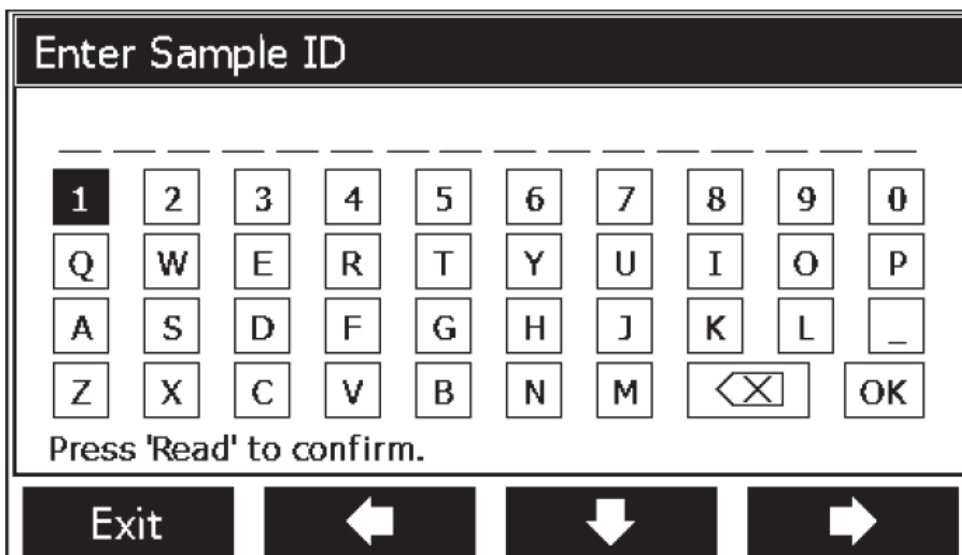 Enter Sample ID
1 2 3 4 5 6 7 8 9 0
Q W E R T Y U I O P
A S D F G H J K L _
Z X C V B N M OK
Press 'Read' to confirm.
Exit